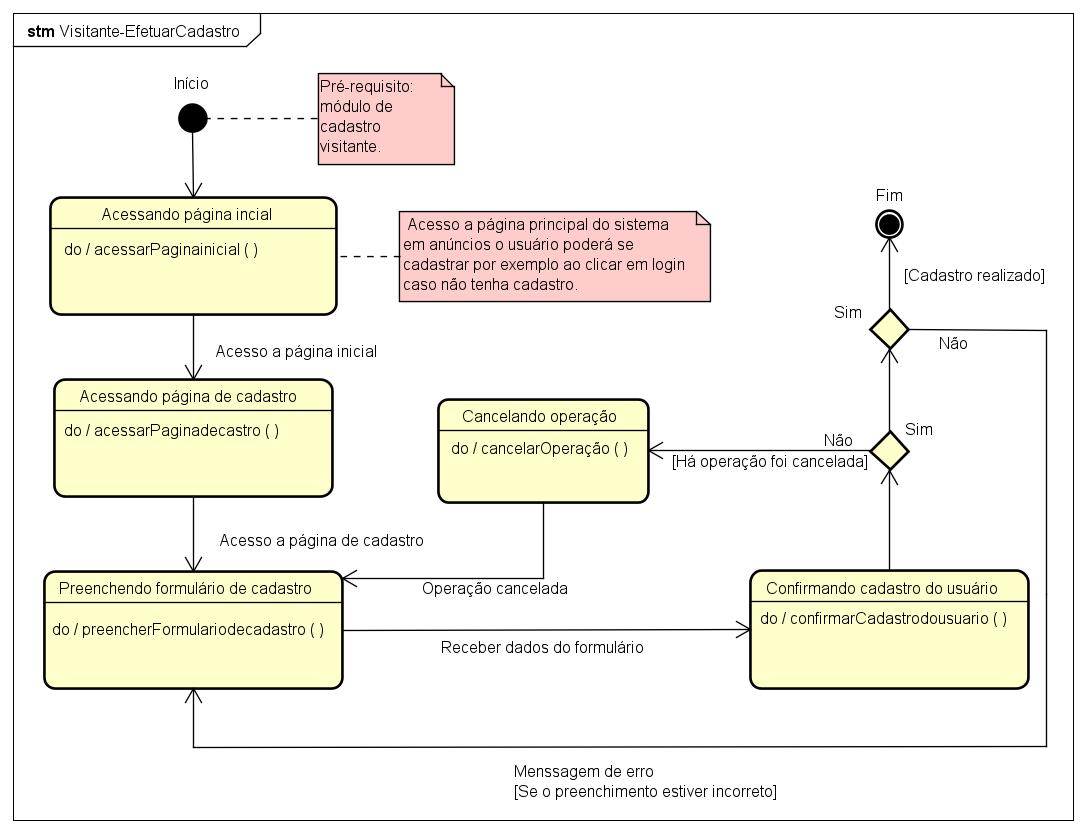 stm Visitante-EfetuarCadastro
Início
Pré-requisito:
módulo de
cadastro
visitante.
Acessando página incial
do / acessarPaginainicial ( )
Acesso a página principal do sistema
em anúncios o usuário poderá se
cadastrar por exemplo ao clicar em login
caso não tenha cadastro.
Fim
[Cadastro realizado]
Sim
Não
Acesso a página inicial
Acessando página de cadastro
do / acessarPaginadecastro ( )
Cancelando operação
do / cancelarOperação ( )
Não
[Há operação foi cancelada]
Sim
Acesso a página de cadastro
Operação cancelada
Preenchendo formulário de cadastro
do / preencherFormulariodecadastro ( )
Receber dados do formulário
Confirmando cadastro do usuário
do / confirmarCadastrodousuario ( )
Menssagem de erro
[Se o preenchimento estiver incorreto]